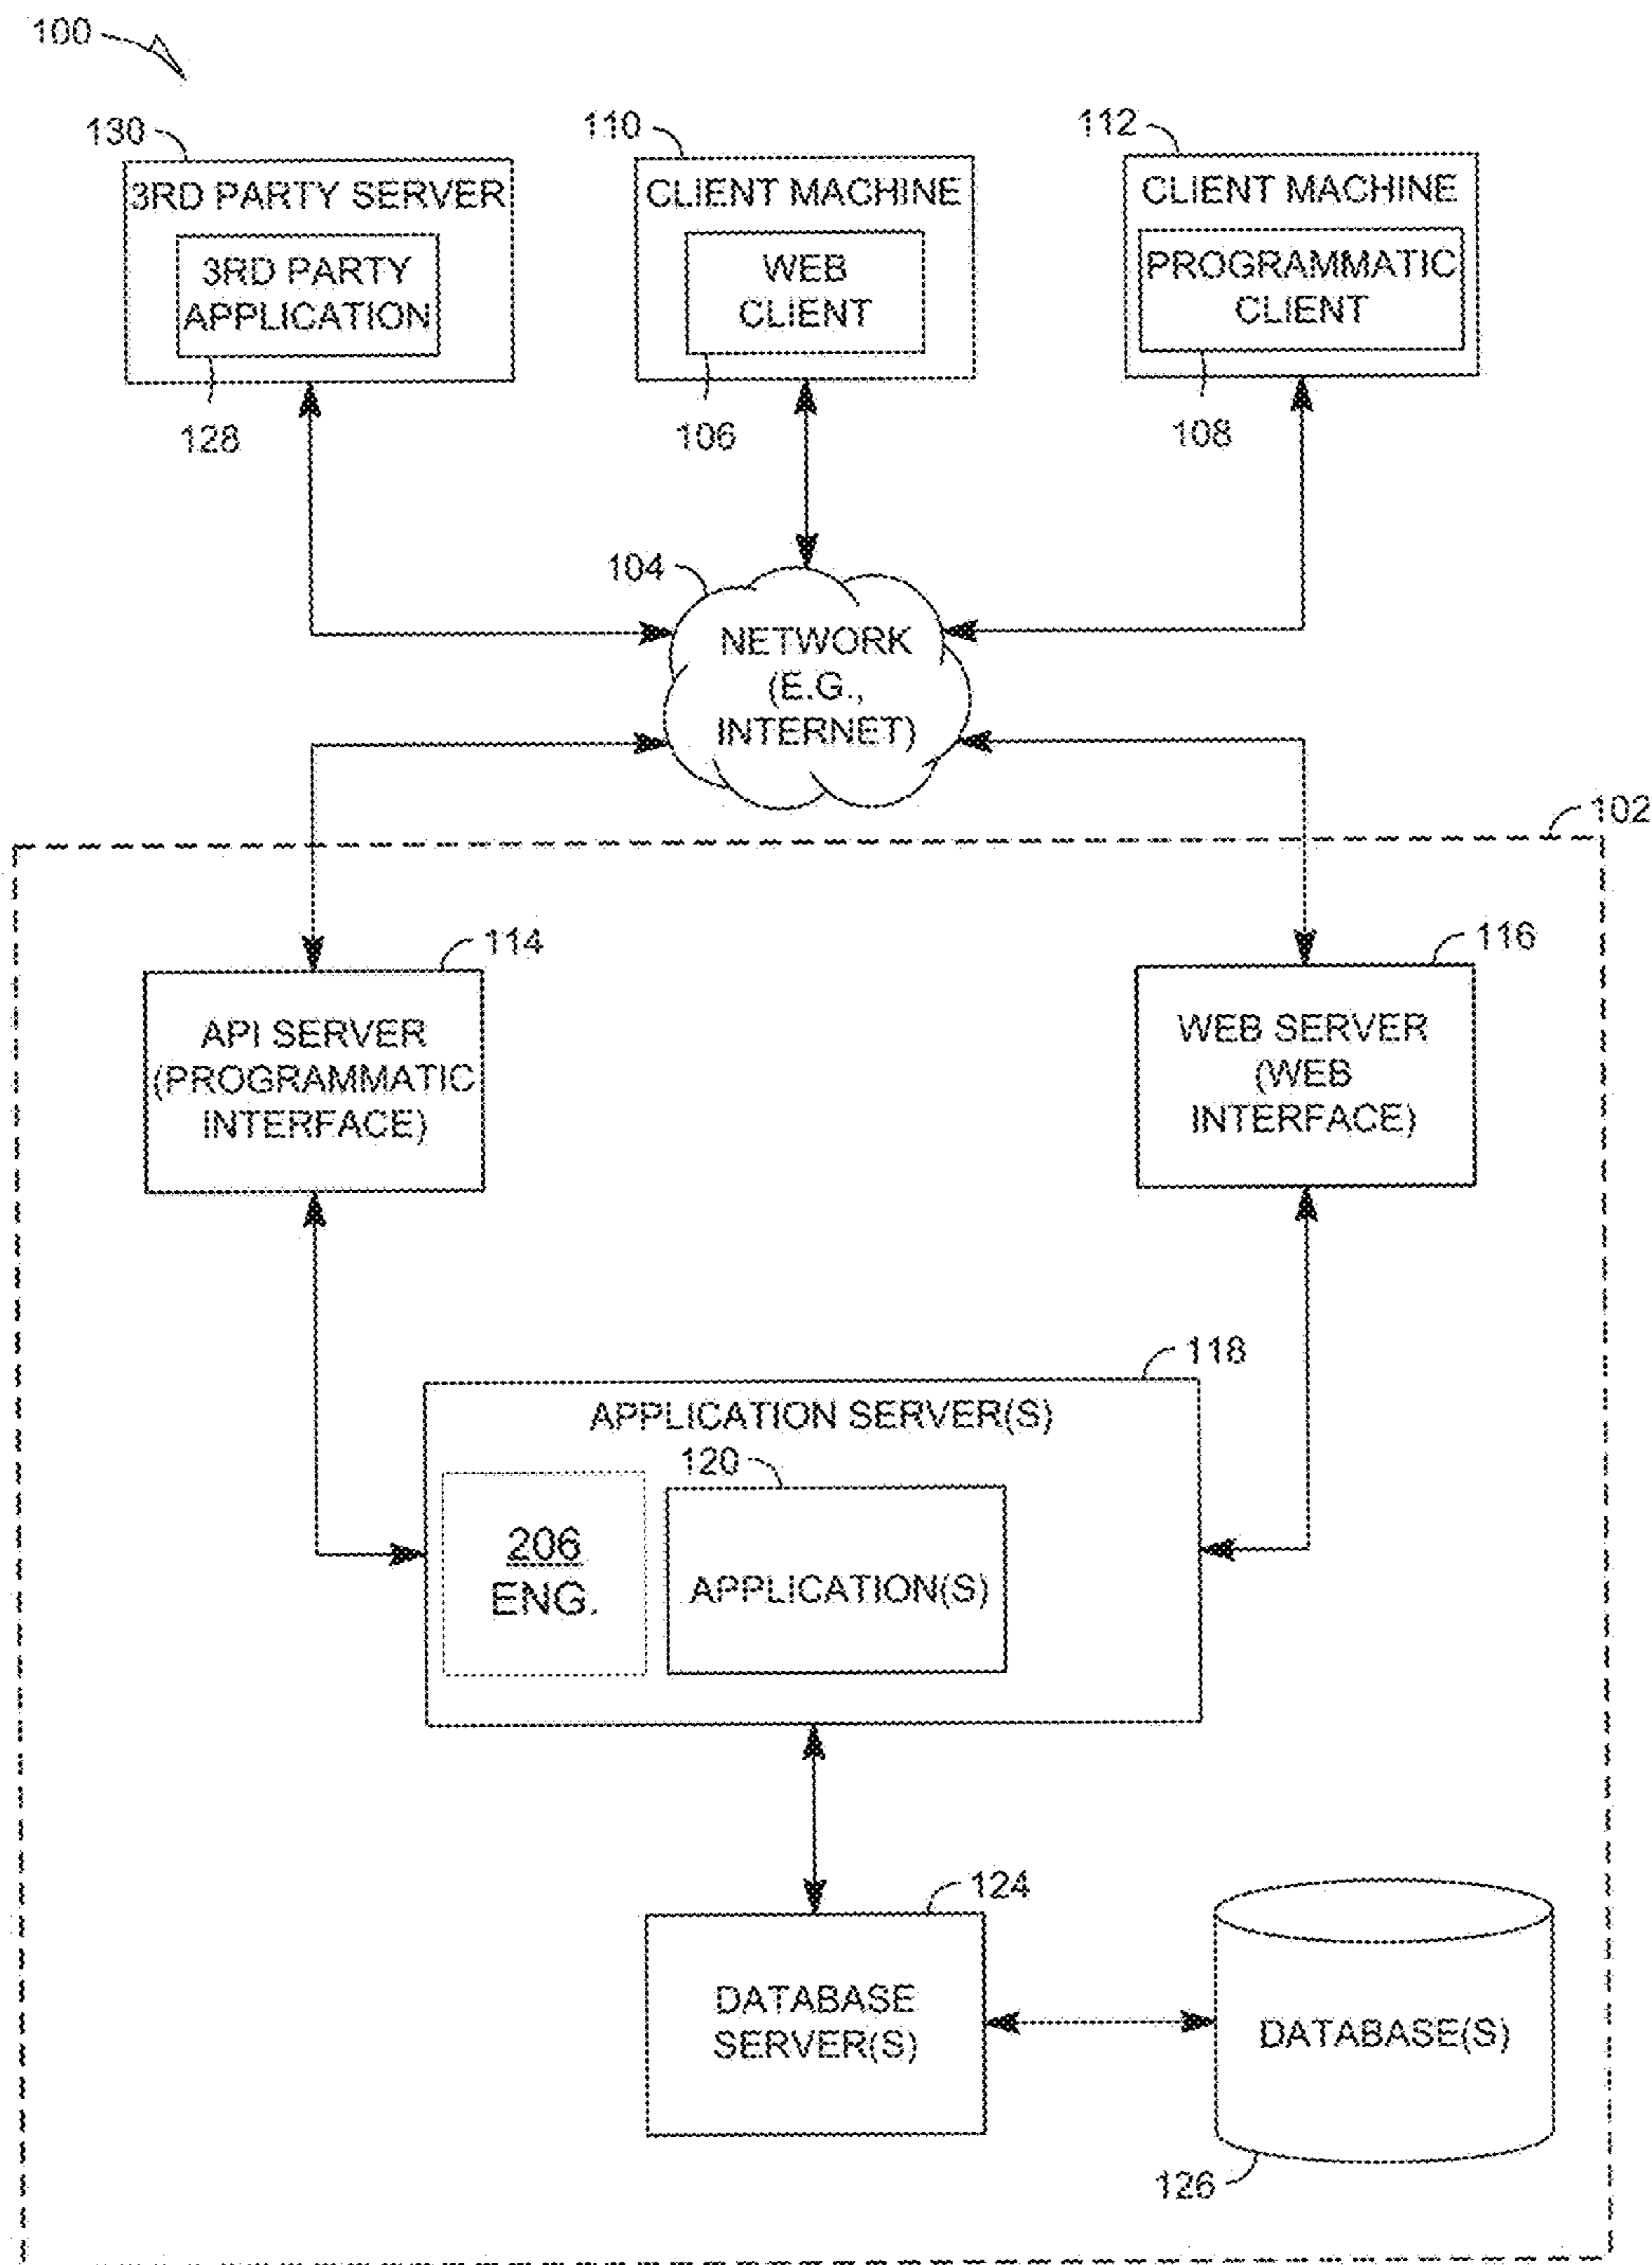 100
130
110
112
3RD PARTY SERVER
CLIENT MACHINE
CLIENT MACHINE
3RD PARTY
APPLICATION
WEB
CLIENT
PROGRAMMATIC
CLIENT
128
106
108
104
NETWORK
(E.G.,
INTERNET)
102
114
116
API SERVER
(PROGRAMMATIC
INTERFACE)
WEB SERVER
(WEB
INTERFACE)
118
APPLICATION SERVER(S)
120
206
ENG.
APPLICATION(S)
124
DATABASE
SERVER(S)
DATABASE(S)
126